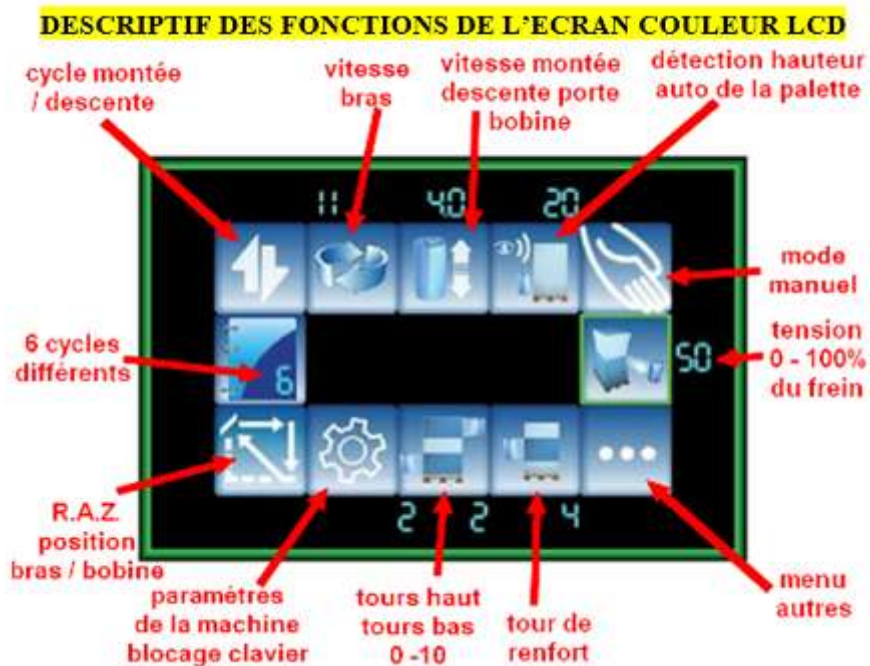 DESCRIPTIF DES FONCTIONS DE L'ECRAN COULEUR LCD
cycle montée
/ descente
vitesse
bras
vitesse montée
descente porte
bobine
détection hauteur
auto de la palette
11
4.0
20
mode
manuel
6 cycles
différents
6
50
tension
0 - 100%
du frein
R.A.Z.
position
bras / bobine
2
2
4
paramètres
de la machine
blocage clavier
tours haut
tours bas
0 -10
tour de
renfort
menu
autres